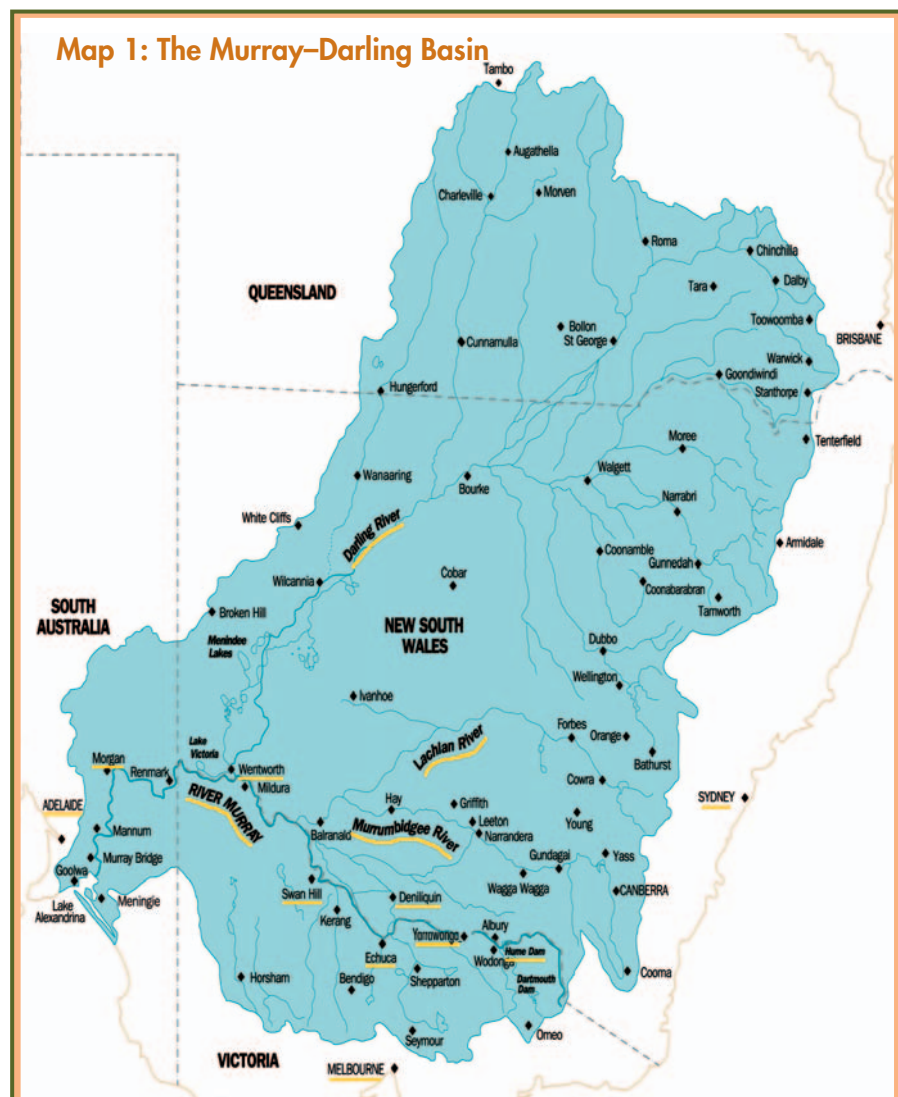 Map 1: The Murray–Darling Basin
Tambo
Augathella
Charleville
Morven
Roma
Chinchilla
QUEENSLAND
Tara
Dalby
Toowoomba
Bollon
St George
BRISBANE
Cunnamulla
Warwick
Goondiwindi
Hungerford
Stanthorpe
Moree
Tenterfield
Wanaaring
Bourke
Walgett
Narrabri
White Cliffs
Darling River
Coonamble
Armidale
Gunnedah
Wilcannia
Cobar
Coonabarabran
Tamworth
SOUTH
AUSTRALIA
Broken Hill
NEW SOUTH
WALES
Menindee
Lakes
Dubbo
Wellington
Ivanhoe
Forbes
Orange
Lachlan River
Bathurst
Lake
Victoria
Morgan
Renmark
Wentworth
Mildura
Cowra
SYDNEY
ADELAIDE
RIVER MURRAY
Hay
Griffith
Leeton
Young
Mannum
Balranald
Murrumbidgee River
Narrandera
Murray Bridge
Gundagai
Yass
Goolwa
Wagga Wagga
CANBERRA
Lake
Alexandrina
Meningie
Swan Hill
Deniliquin
Kerang
Yarrawonga
Albury
Echuca
Hume Dam
Wodonga
Cooma
Horsham
Bendigo
Shepparton
Dartmouth
Dam
Omeo
Seymour
VICTORIA
MELBOURNE